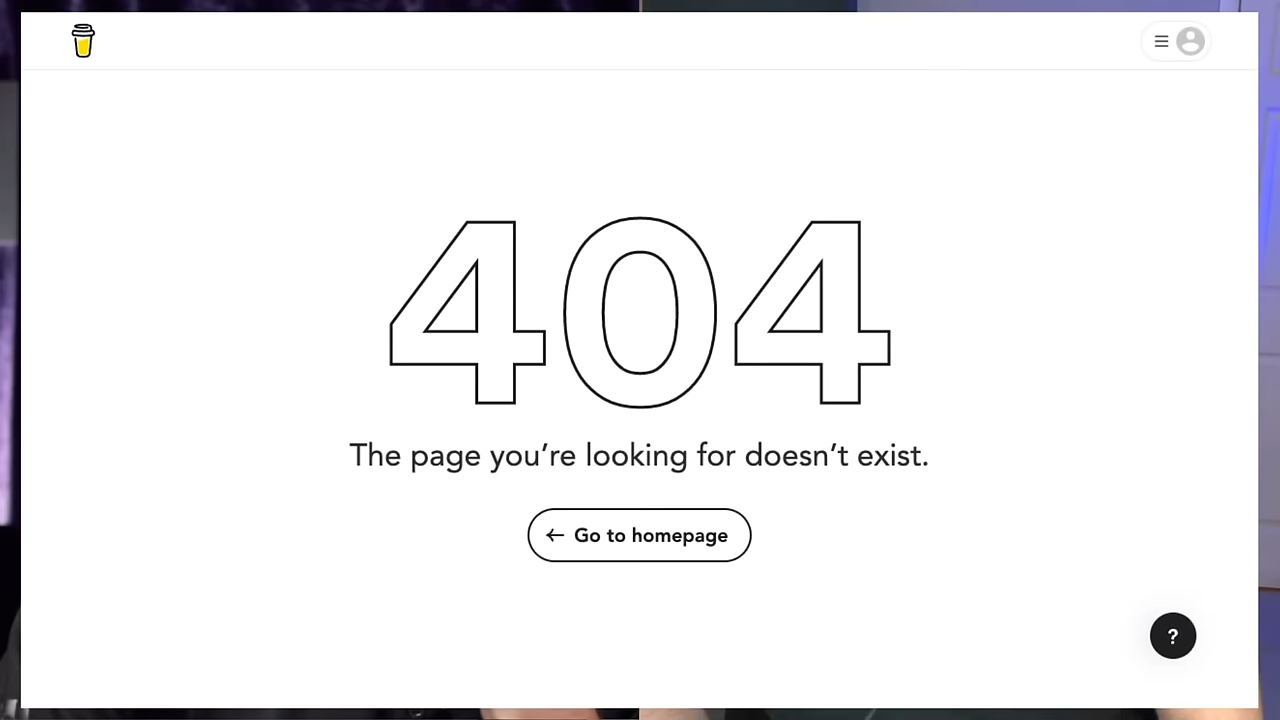 404
The page you’re looking for doesn’t exist.
← Go to homepage
?